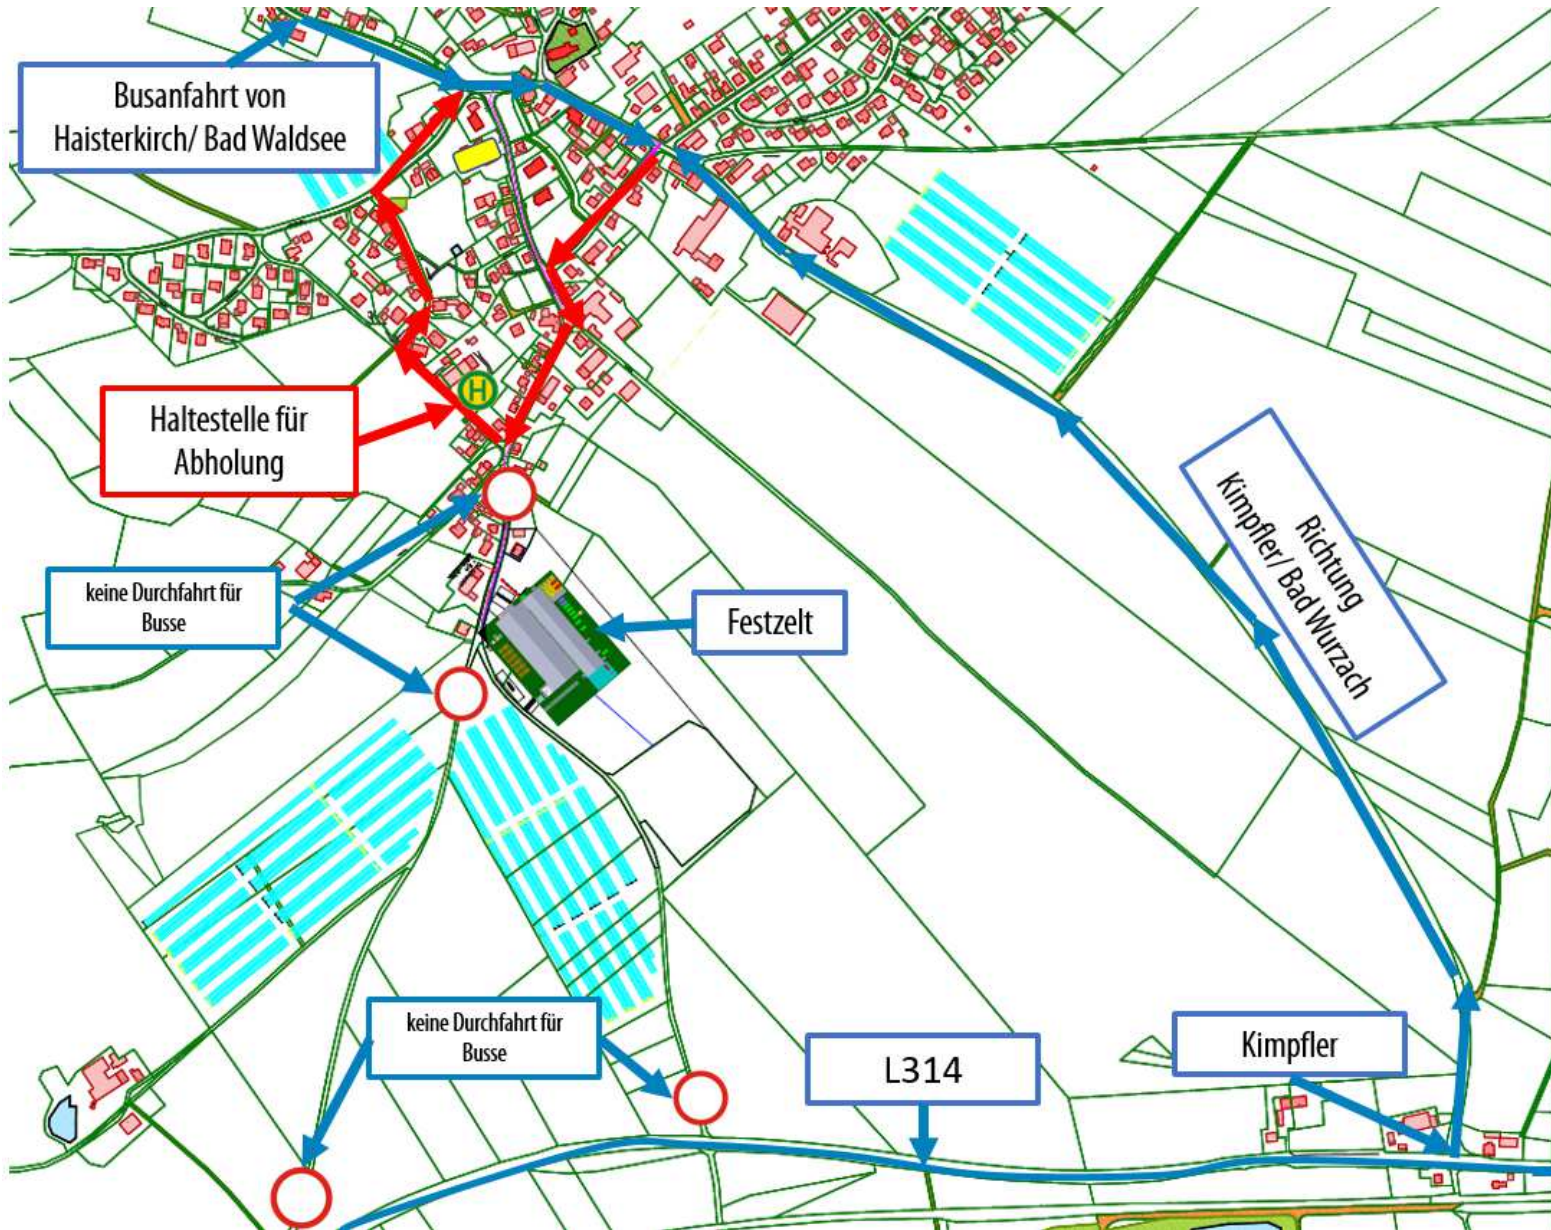 Busanfahrt von
Haisterkirch/ Bad Waldsee
Haltestelle für
Abholung
H
keine Durchfahrt für
Busse
Festzelt
Richtung
Kimpfler/ Bad Wurzach
keine Durchfahrt für
Busse
L314
Kimpfler